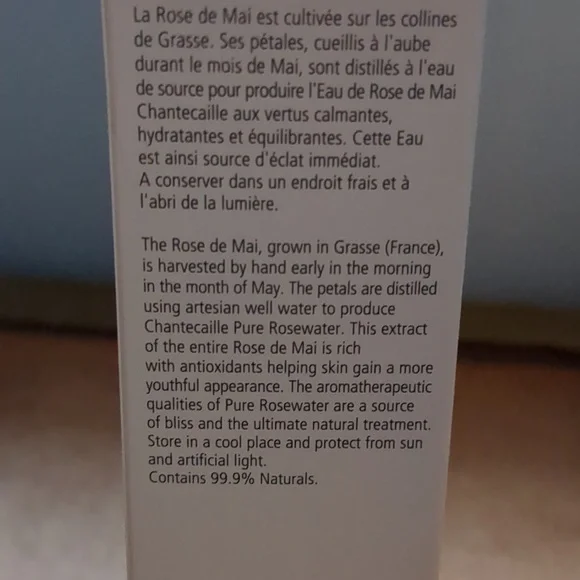 La Rose de Mai est cultivée sur les collines
de Grasse. Ses pétales, cueillis à l'aube
durant le mois de Mai, sont distillés à l'eau
de source pour produire l'Eau de Rose de Mai
Chantecaille aux vertus calmantes,
hydratantes et équilibrantes. Cette Eau
est ainsi source d'éclat immédiat.
A conserver dans un endroit frais et à
l'abri de la lumière.
The Rose de Mai, grown in Grasse (France),
is harvested by hand early in the morning
in the month of May. The petals are distilled
using artesian well water to produce
Chantecaille Pure Rosewater. This extract
of the entire Rose de Mai is rich
with antioxidants helping skin gain a more
youthful appearance. The aromatherapeutic
qualities of Pure Rosewater are a source
of bliss and the ultimate natural treatment.
Store in a cool place and protect from sun
and artificial light.
Contains 99.9% Naturals.